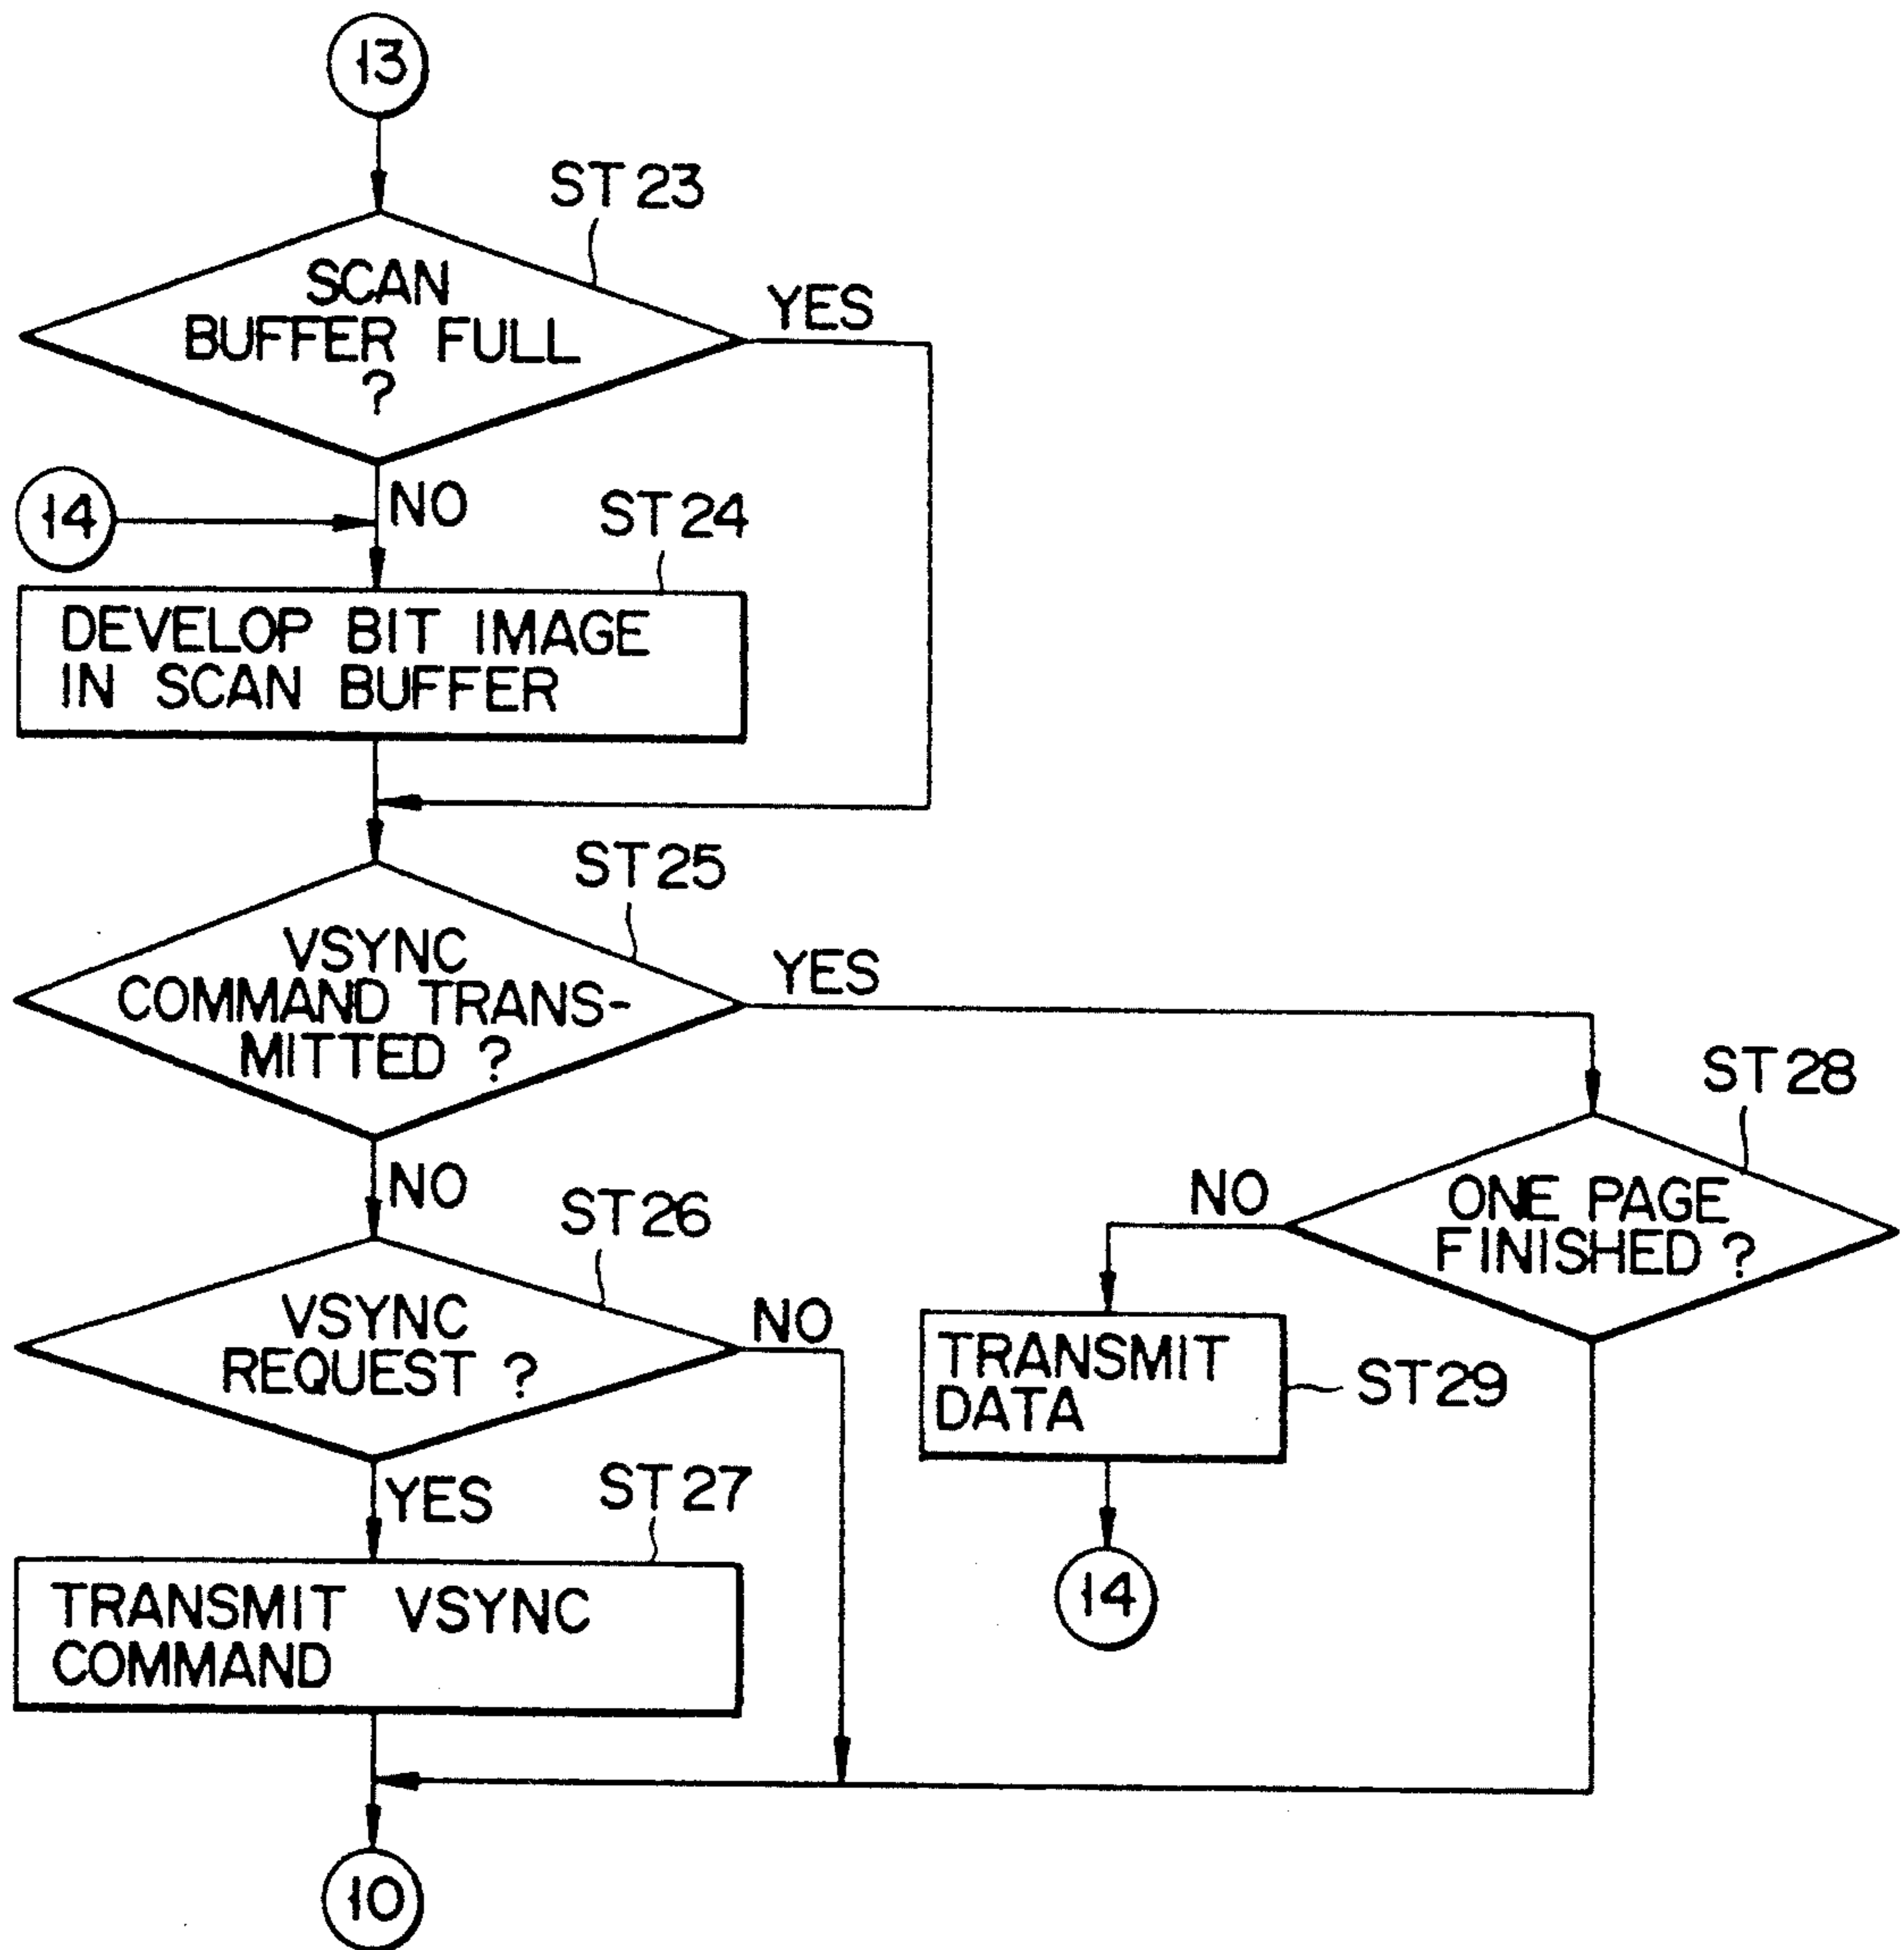 13
ST23
SCAN
BUFFER FULL
?
YES
14
NO
ST24
DEVELOP BIT IMAGE
IN SCAN BUFFER
ST25
VSYNC
COMMAND TRANS-
MITTED ?
YES
NO
ST28
ONE PAGE
FINISHED ?
NO
ST26
VSYNC
REQUEST ?
NO
TRANSMIT
DATA
ST29
YES
ST27
TRANSMIT VSYNC
COMMAND
14
10